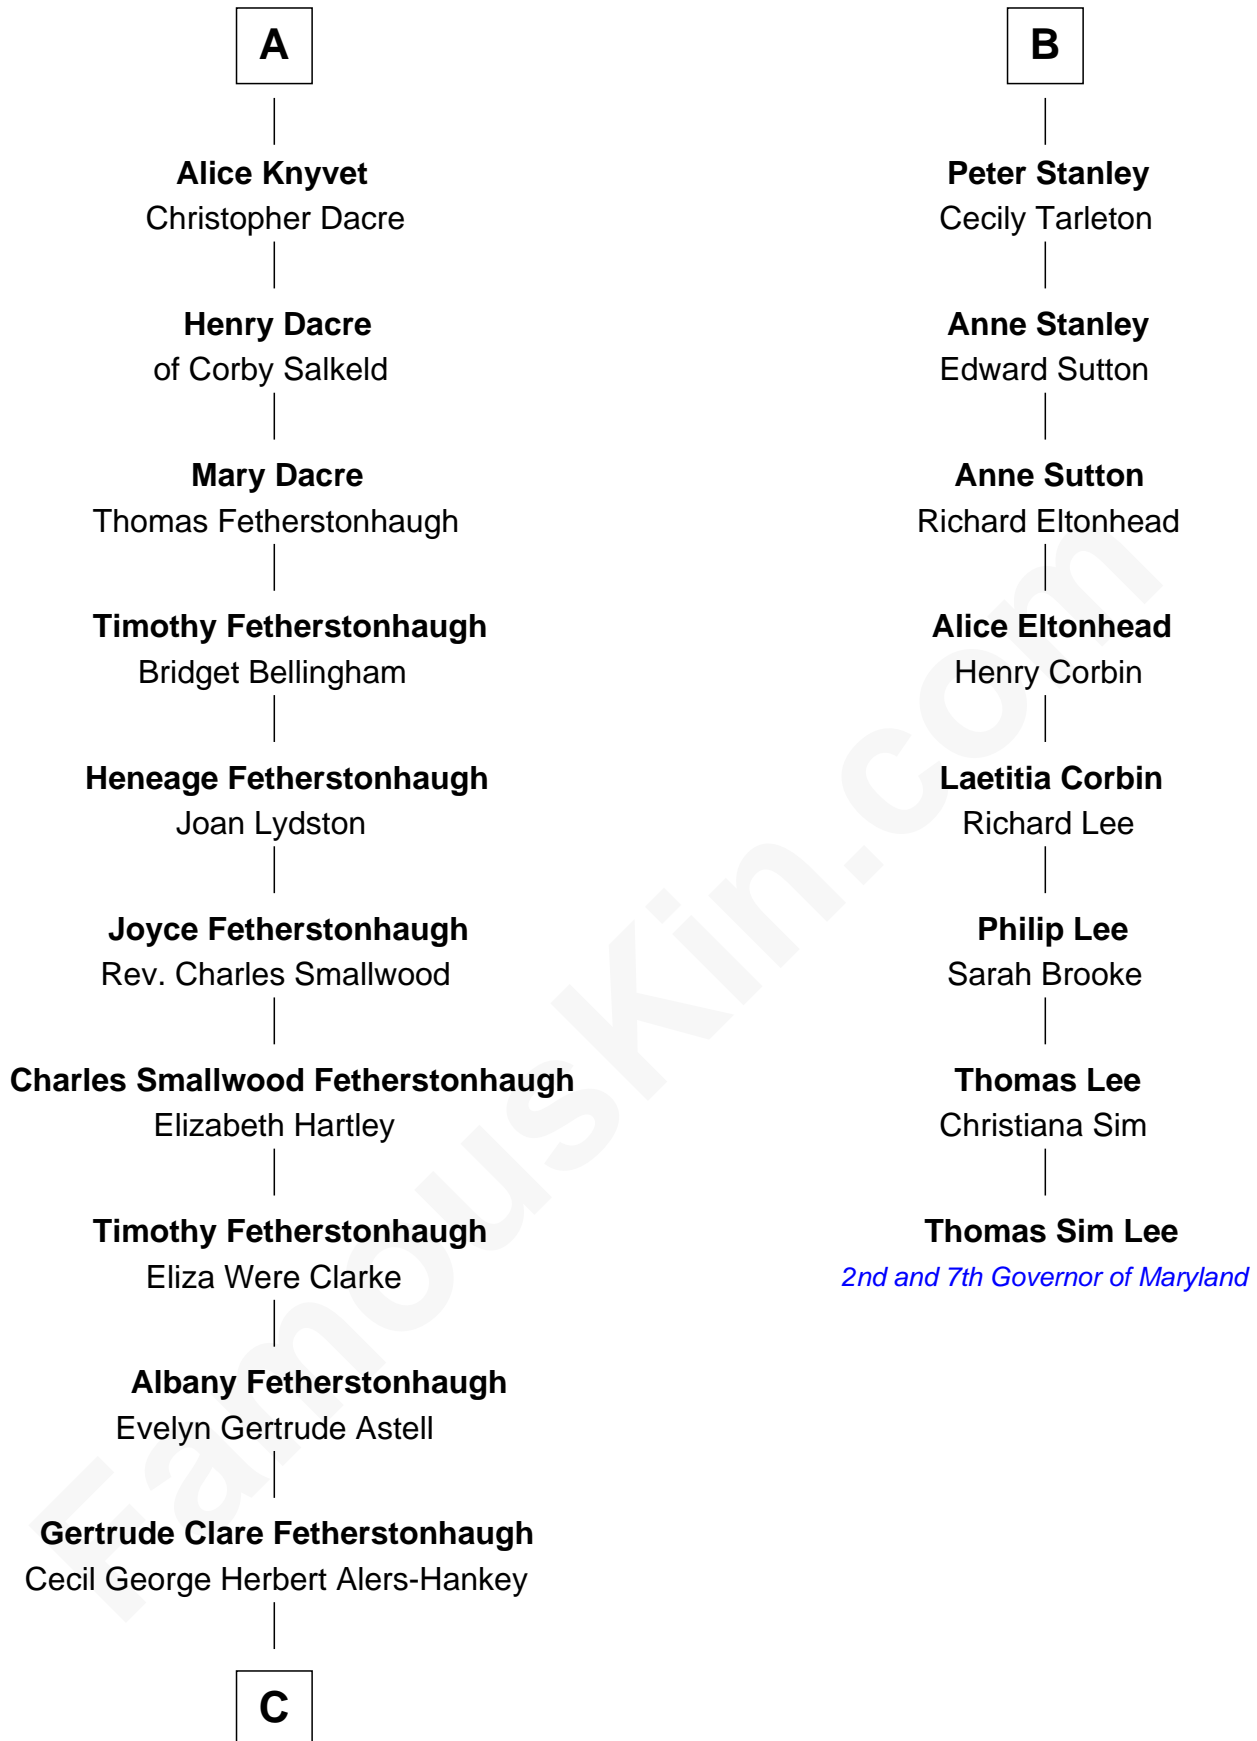 A
Alice Knyvet
Christopher Dacre
Henry Dacre
of Corby Salkeld
Mary Dacre
Thomas Fetherstonhaugh
Timothy Fetherstonhaugh
Bridget Bellingham
Heneage Fetherstonhaugh
Joan Lydston
Joyce Fetherstonhaugh
Rev. Charles Smallwood
Charles Smallwood Fetherstonhaugh
Elizabeth Hartley
Timothy Fetherstonhaugh
Eliza Were Clarke
Albany Fetherstonhaugh
Evelyn Gertrude Astell
Gertrude Clare Fetherstonhaugh
Cecil George Herbert Alers-Hankey
C
B
Peter Stanley
Cecily Tarleton
Anne Stanley
Edward Sutton
Anne Sutton
Richard Eltonhead
Alice Eltonhead
Henry Corbin
Laetitia Corbin
Richard Lee
Philip Lee
Sarah Brooke
Thomas Lee
Christiana Sim
Thomas Sim Lee
2nd and 7th Governor of Maryland
FamousKin.com